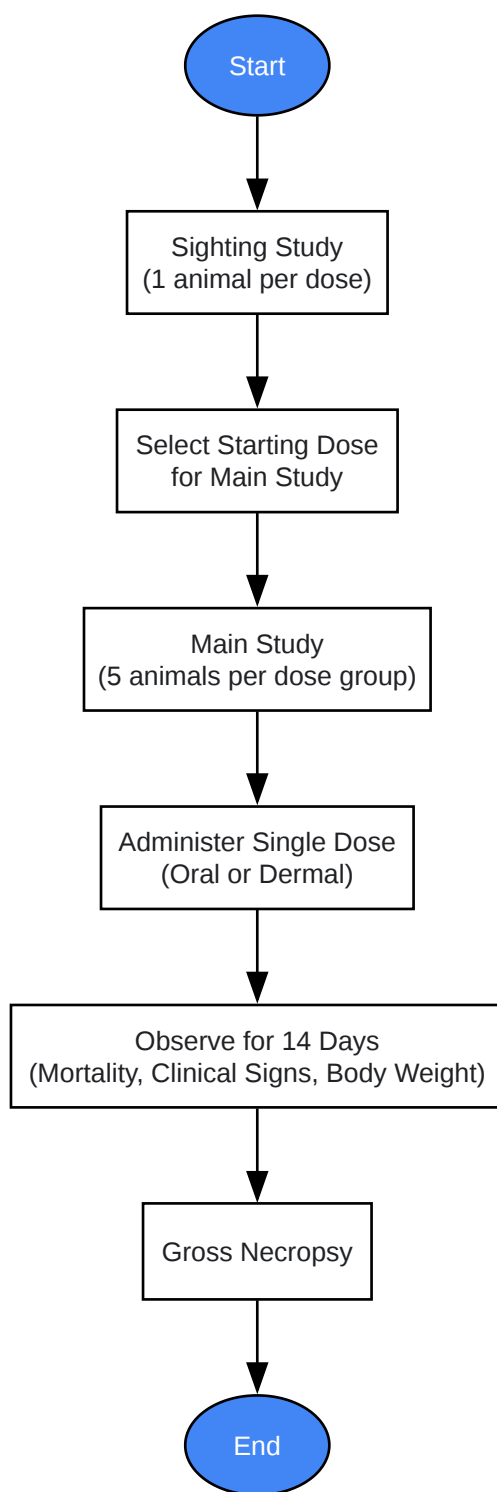 Start
Sighting Study
(1 animal per dose)
Select Starting Dose
for Main Study
Main Study
(5 animals per dose group)
Administer Single Dose
(Oral or Dermal)
Observe for 14 Days
(Mortality, Clinical Signs, Body Weight)
Gross Necropsy
End